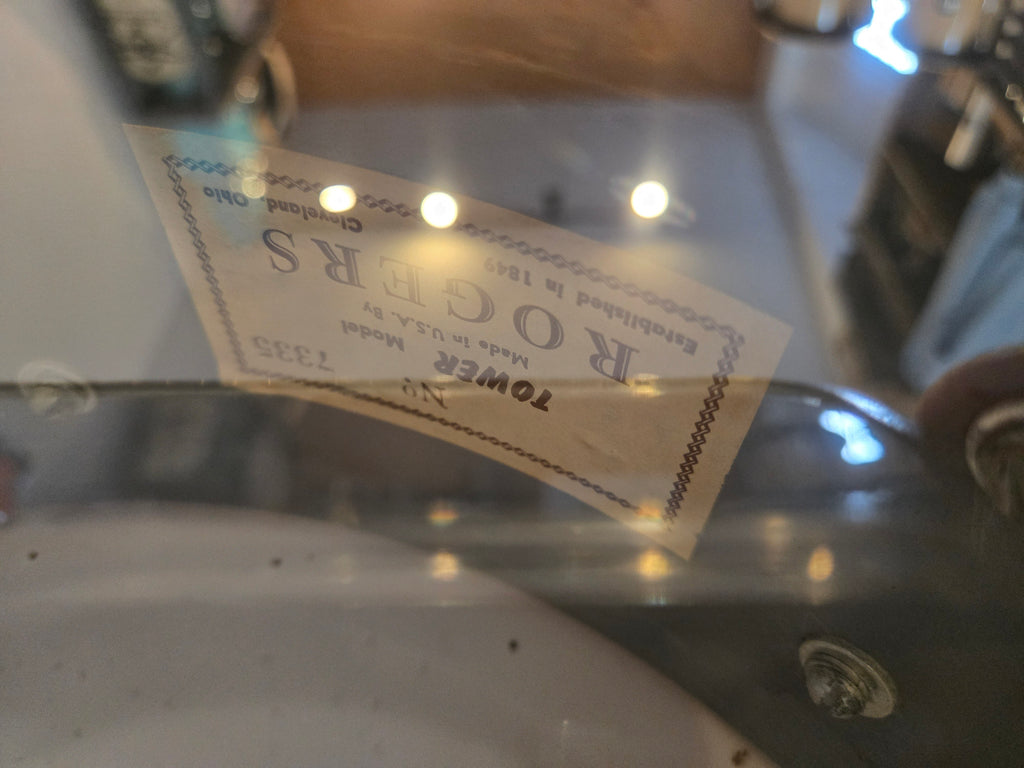 TOWER Model
Made in U.S.A. By
ROGERS
Established in 1849
Cleveland, Ohio
Nº 7335